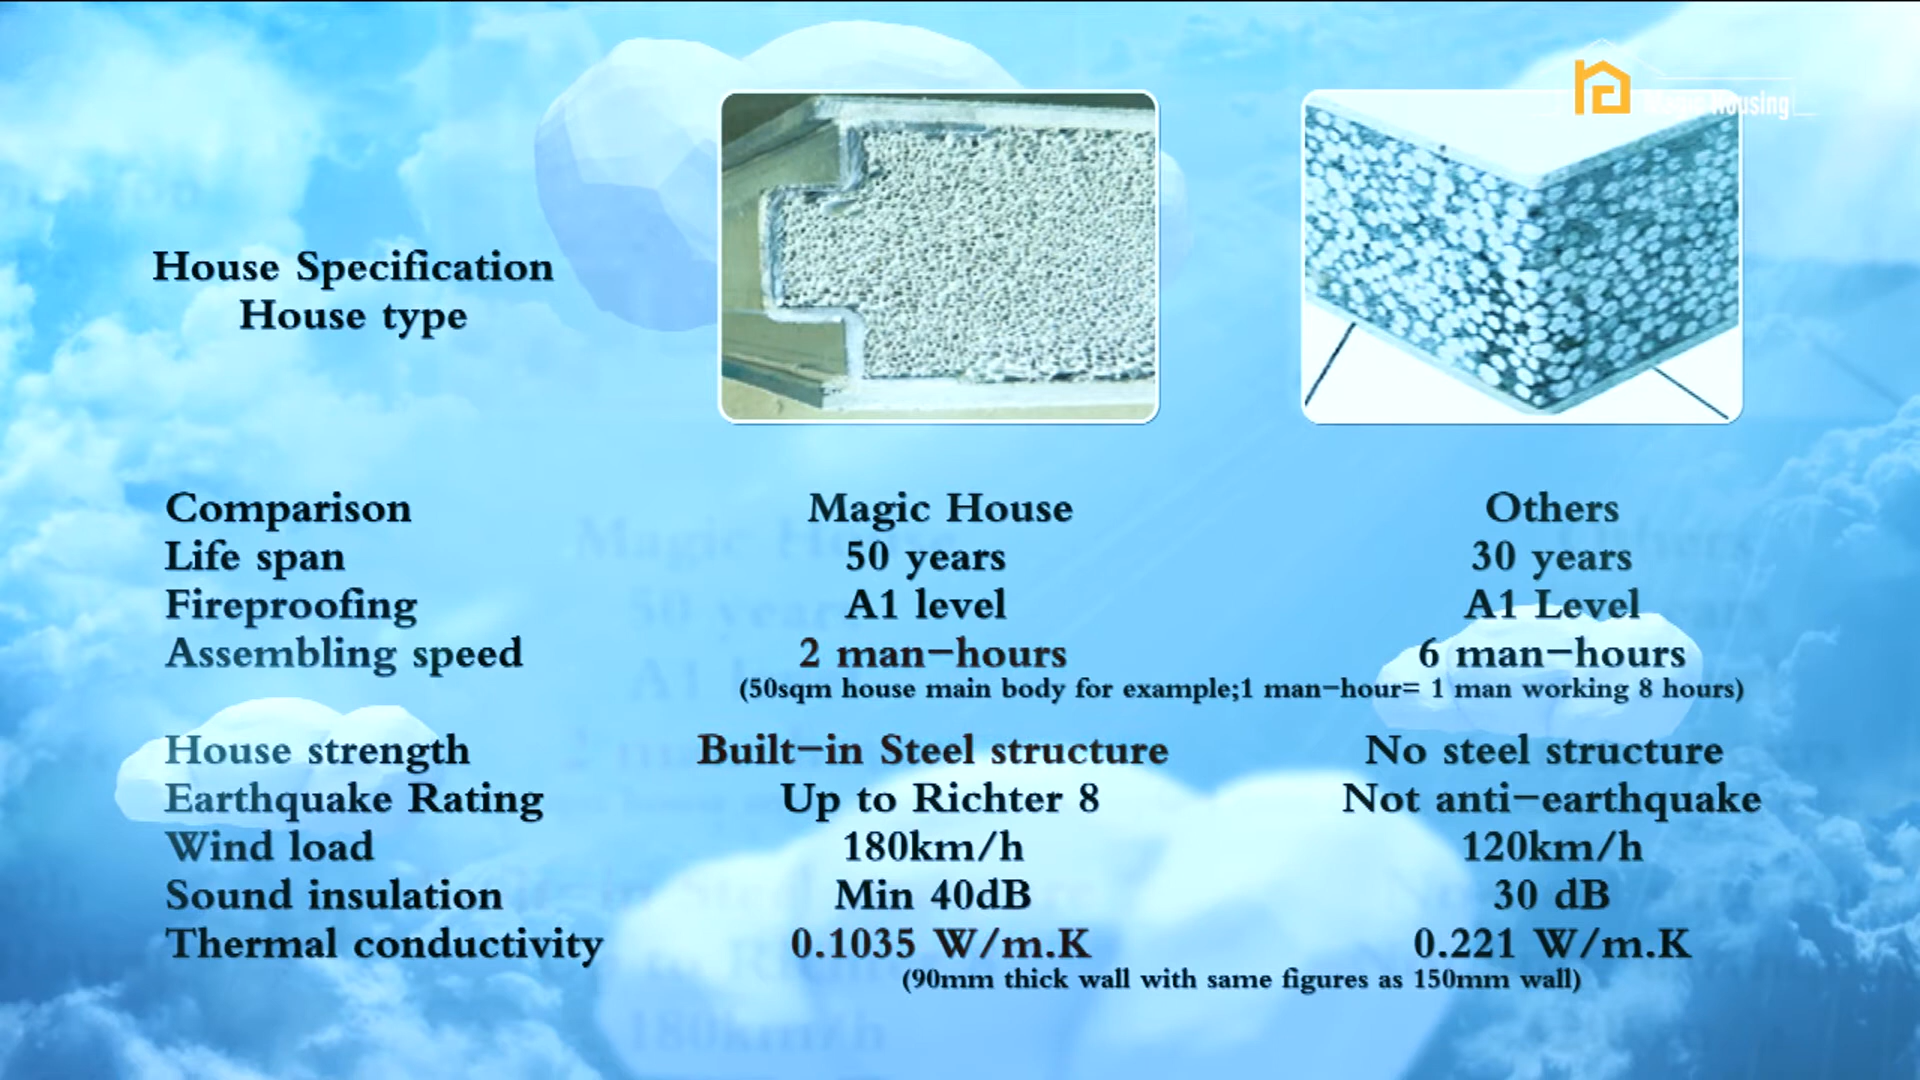 Housing
House Specification
House type
Comparison Magic House Others
Life span 50 years 30 years
Fireproofing A1 level A1 Level
Assembling speed 2 man-hours 6 man-hours
(50sqm house main body for example;1 man-hour= 1 man working 8 hours)
House strength Built-in Steel structure No steel structure
Earthquake Rating Up to Richter 8 Not anti-earthquake
Wind load 180km/h 120km/h
Sound insulation Min 40dB 30 dB
Thermal conductivity 0.1035 W/m.K 0.221 W/m.K
(90mm thick wall with same figures as 150mm wall)